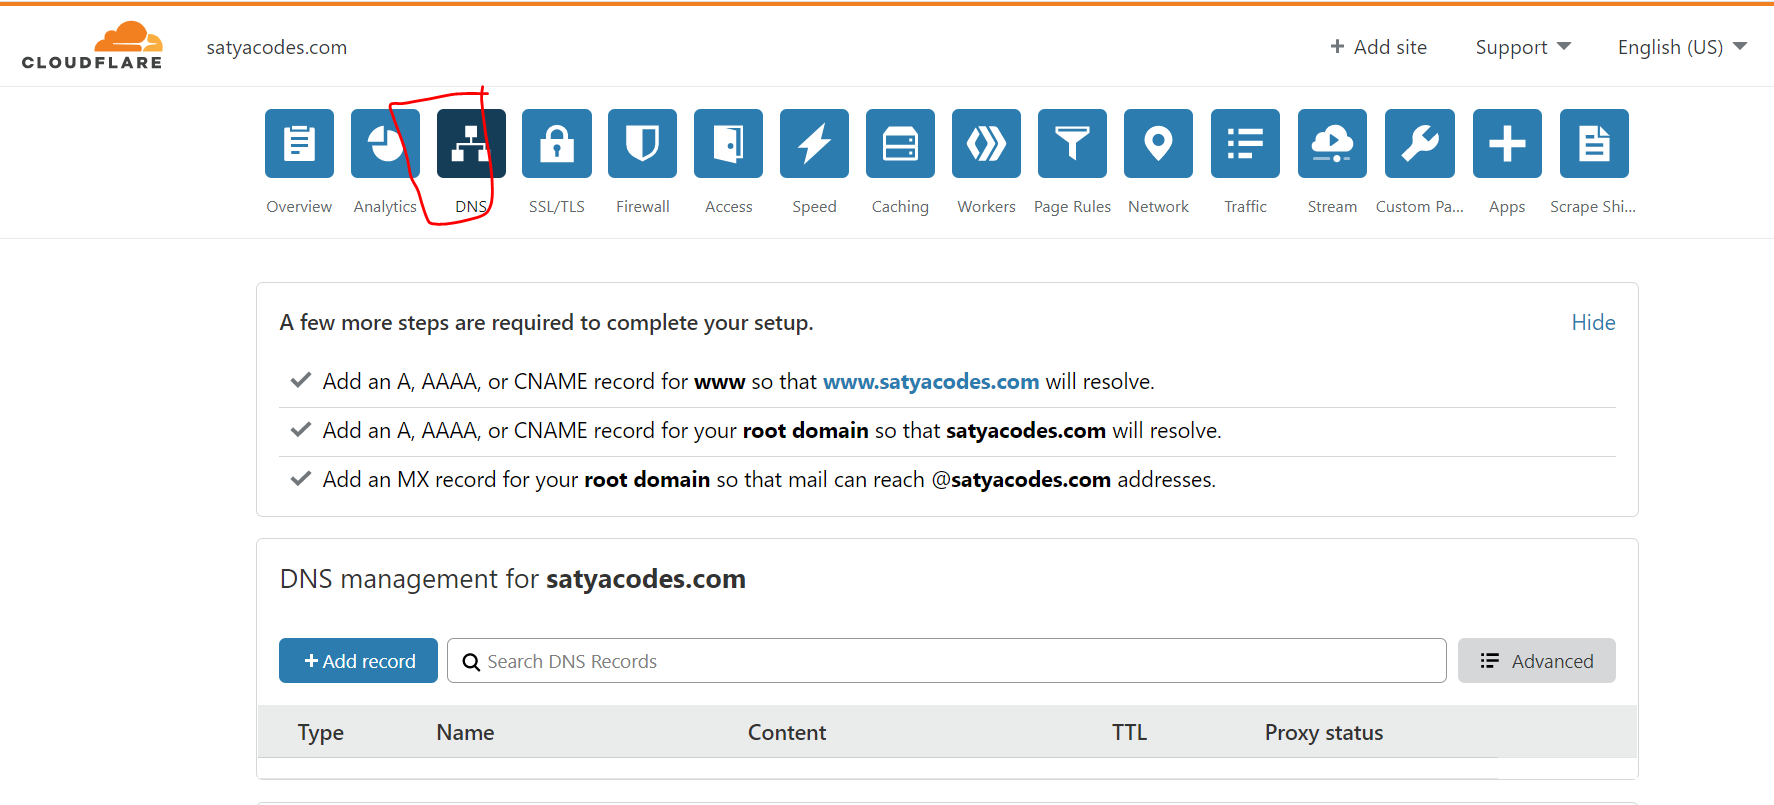 CLOUDFLARE
satyacodes.com
+ Add site
Support
English (US)
Overview
Analytics
DNS
SSL/TLS
Firewall
Access
Speed
Caching
Workers
Page Rules
Network
Traffic
Stream
Custom Pa...
Apps
Scrape Shi...
A few more steps are required to complete your setup.
Hide
Add an A, AAAA, or CNAME record for www so that www.satyacodes.com will resolve.
Add an A, AAAA, or CNAME record for your root domain so that satyacodes.com will resolve.
Add an MX record for your root domain so that mail can reach @satyacodes.com addresses.
DNS management for satyacodes.com
+ Add record
Search DNS Records
Advanced
Type
Name
Content
TTL
Proxy status